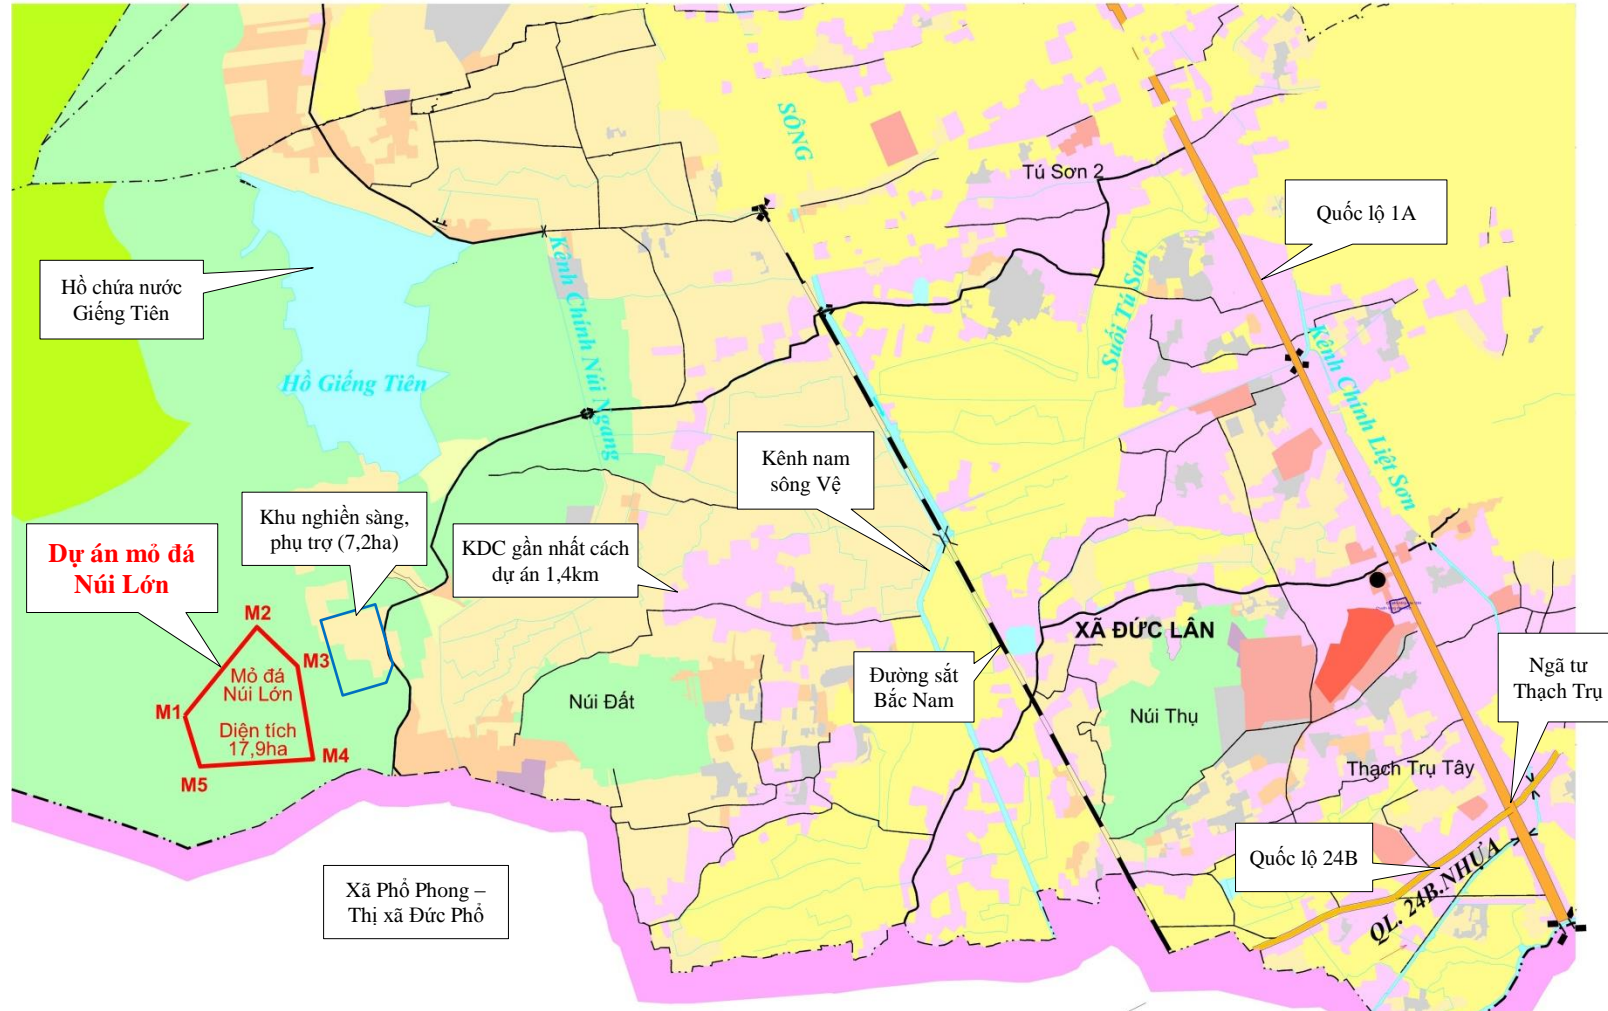 SÔNG
Tú Sơn 2
Quốc lộ 1A
Hồ chứa nước
Giếng Tiên
Kênh Chính Núi Ngang
Suối Tú Sơn
Kênh Chính Liệt Sơn
Hồ Giếng Tiên
Kênh nam
sông Vệ
Khu nghiền sàng,
phụ trợ (7,2ha)
KDC gần nhất cách
dự án 1,4km
Dự án mỏ đá
Núi Lớn
M2
M3
M1
M4
M5
Mỏ đá
Núi Lớn
Diện tích
17,9ha
XÃ ĐỨC LÂN
Đường sắt
Bắc Nam
Ngã tư
Thạch Trụ
Núi Đất
Núi Thụ
Thạch Trụ Tây
Quốc lộ 24B
QL. 24B.NHỰA
Xã Phổ Phong –
Thị xã Đức Phổ